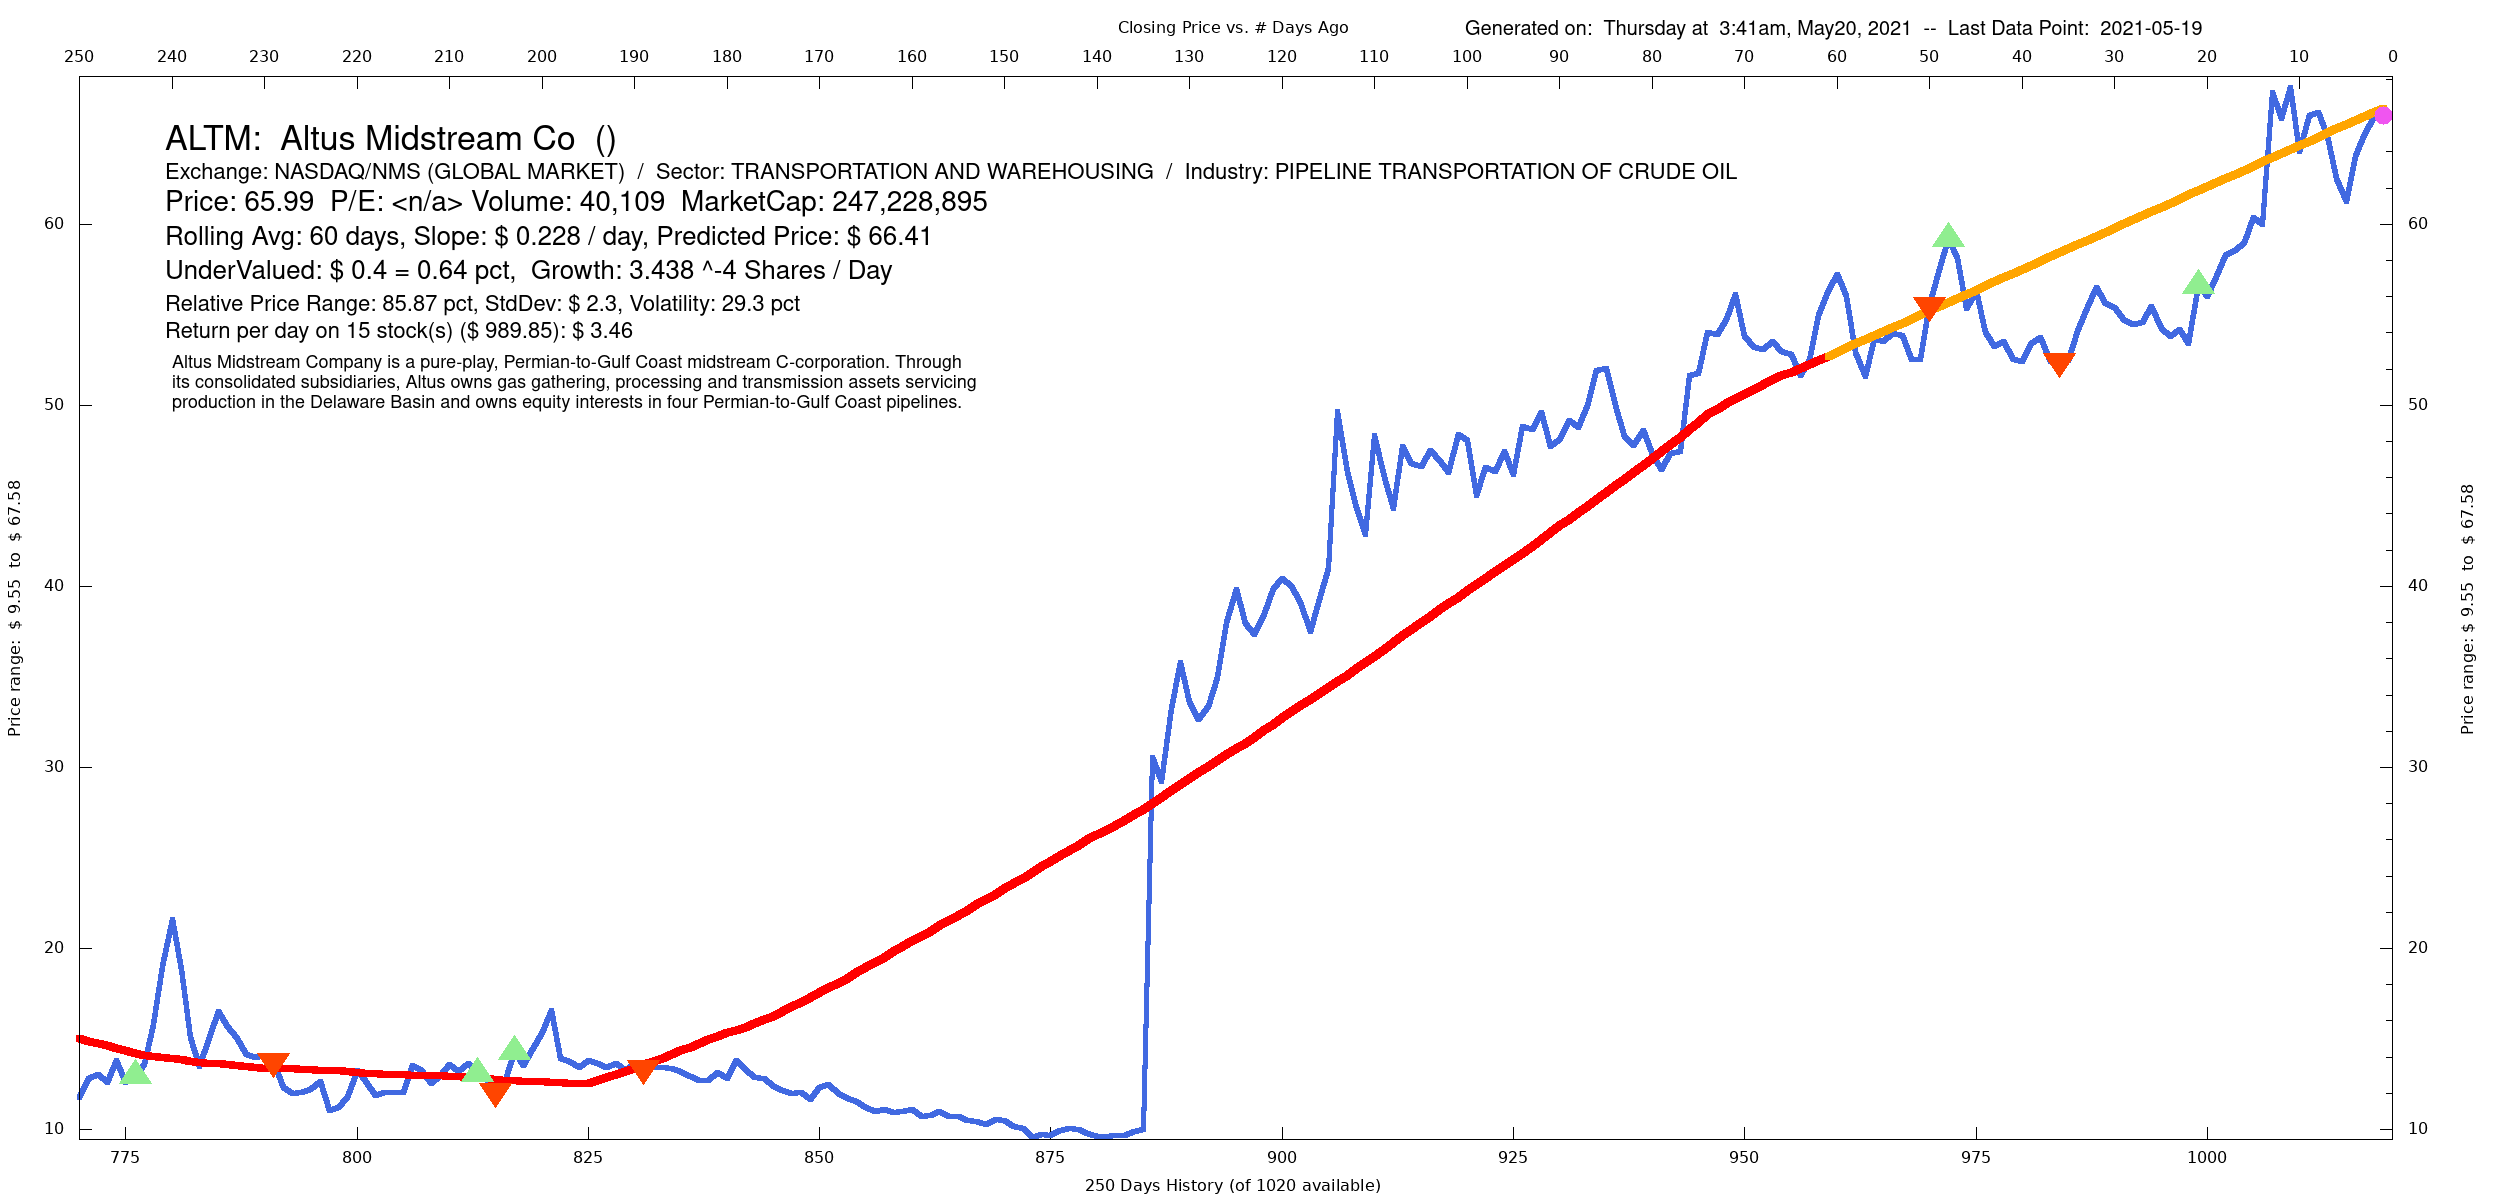 Closing Price vs. # Days Ago
Generated on:  Thursday at  3:41am, May20, 2021  --  Last Data Point:  2021-05-19
250 240 230 220 210 200 190 180 170 160 150 140 130 120 110 100 90 80 70 60 50 40 30 20 10 0
ALTM:  Altus Midstream Co  ()
Exchange: NASDAQ/NMS (GLOBAL MARKET)  /  Sector: TRANSPORTATION AND WAREHOUSING  /  Industry: PIPELINE TRANSPORTATION OF CRUDE OIL
Price: 65.99  P/E: <n/a> Volume: 40,109  MarketCap: 247,228,895
Rolling Avg: 60 days, Slope: $ 0.228 / day, Predicted Price: $ 66.41
UnderValued: $ 0.4 = 0.64 pct,  Growth: 3.438 ^-4 Shares / Day
Relative Price Range: 85.87 pct, StdDev: $ 2.3, Volatility: 29.3 pct
Return per day on 15 stock(s) ($ 989.85): $ 3.46
Altus Midstream Company is a pure-play, Permian-to-Gulf Coast midstream C-corporation. Through
its consolidated subsidiaries, Altus owns gas gathering, processing and transmission assets servicing
production in the Delaware Basin and owns equity interests in four Permian-to-Gulf Coast pipelines.
60 60
50 50
40 40
30 30
20 20
10 10
Price range:  $ 9.55  to  $ 67.58
Price range: $ 9.55  to  $ 67.58
775 800 825 850 875 900 925 950 975 1000
250 Days History (of 1020 available)